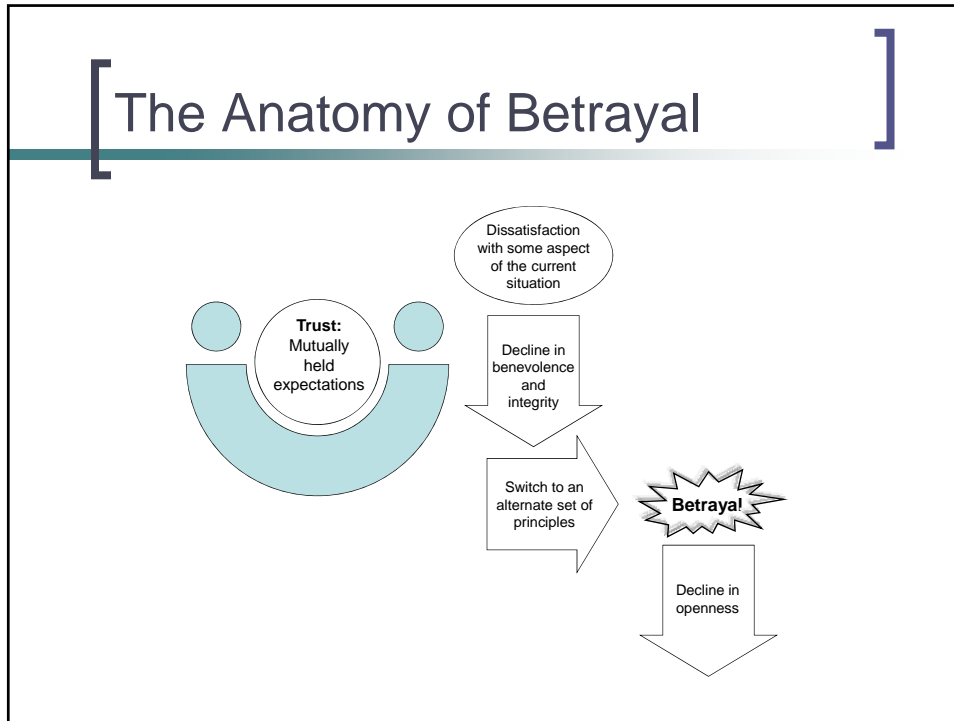 The Anatomy of Betrayal
Dissatisfaction
with some aspect
of the current
situation
Trust:
Mutually
held
expectations
Decline in
benevolence
and
integrity
Switch to an
alternate set of
principles
Betrayal
Decline in
openness